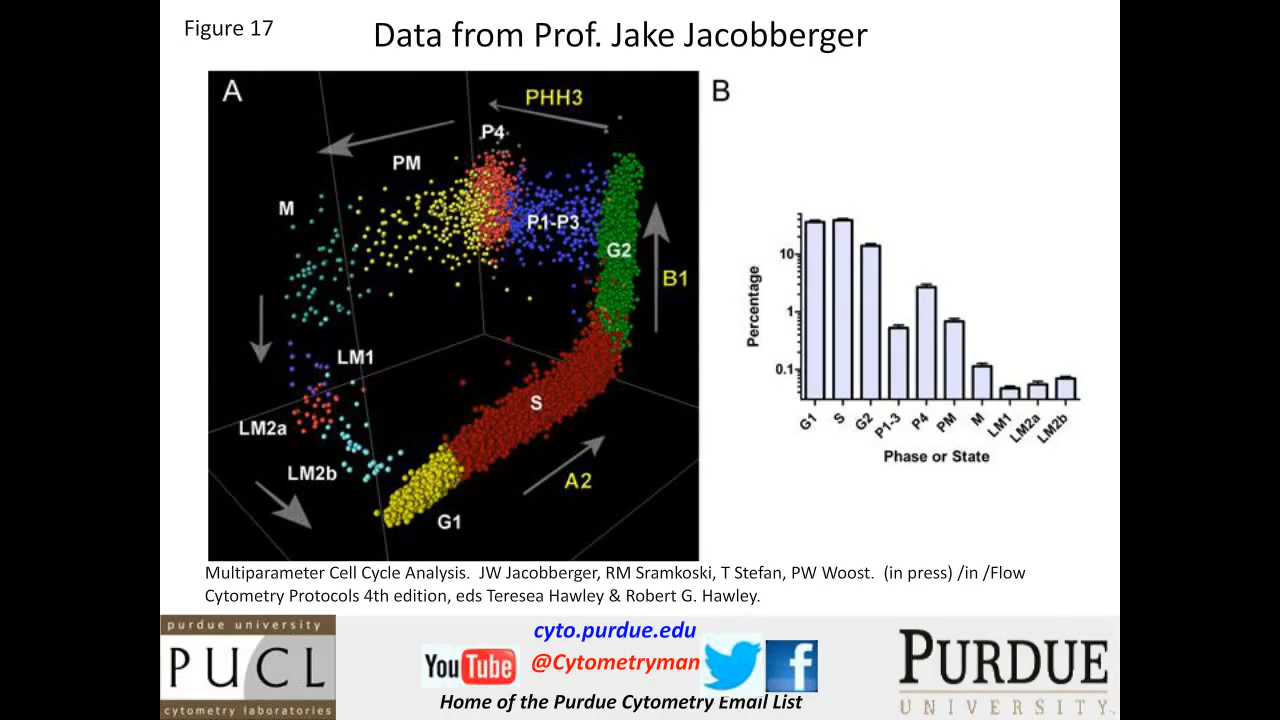 Figure 17
Data from Prof. Jake Jacobberger
A
PHH3
P4
PM
M
P1-P3
G2
B1
LM1
S
LM2a
LM2b
A2
G1
B
Percentage
10
1
0.1
G1
S
G2
P1-3
P4
PM
M
LM1
LM2a
LM2b
Phase or State
Multiparameter Cell Cycle Analysis. JW Jacobberger, RM Sramkoski, T Stefan, PW Woost. (in press) /in /Flow
Cytometry Protocols 4th edition, eds Teresea Hawley & Robert G. Hawley.
purdue university
PUCL
cytometry laboratories
cyto.purdue.edu
YouTube
@Cytometryman
f
Home of the Purdue Cytometry Email List
PURDUE
UNIVERSITY